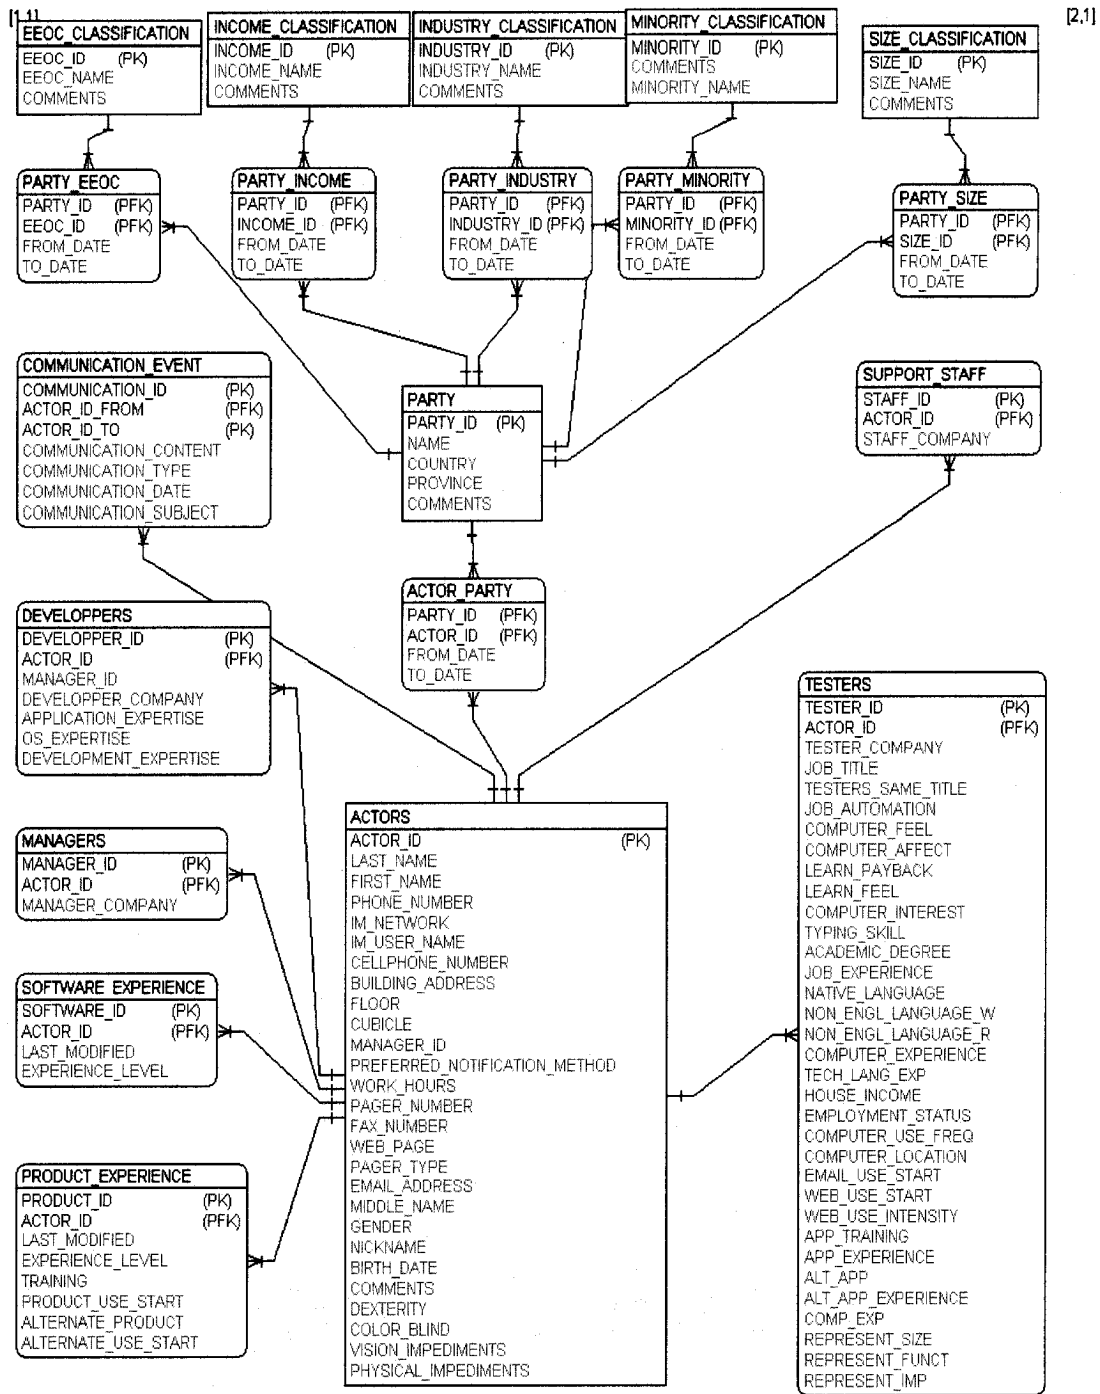 [1,1]
[2,1]
EEOC_CLASSIFICATION
EEOC_ID (PK)
EEOC_NAME
COMMENTS
INCOME_CLASSIFICATION
INCOME_ID (PK)
INCOME_NAME
COMMENTS
INDUSTRY_CLASSIFICATION
INDUSTRY_ID (PK)
INDUSTRY_NAME
COMMENTS
MINORITY_CLASSIFICATION
MINORITY_ID (PK)
COMMENTS
MINORITY_NAME
SIZE_CLASSIFICATION
SIZE_ID (PK)
SIZE_NAME
COMMENTS
PARTY_EEOC
PARTY_ID (PFK)
EEOC_ID (PFK)
FROM_DATE
TO_DATE
PARTY_INCOME
PARTY_ID (PFK)
INCOME_ID (PFK)
FROM_DATE
TO_DATE
PARTY_INDUSTRY
PARTY_ID (PFK)
INDUSTRY_ID (PFK)
FROM_DATE
TO_DATE
PARTY_MINORITY
PARTY_ID (PFK)
MINORITY_ID (PFK)
FROM_DATE
TO_DATE
PARTY_SIZE
PARTY_ID (PFK)
SIZE_ID (PFK)
FROM_DATE
TO_DATE
COMMUNICATION_EVENT
COMMUNICATION_ID (PK)
ACTOR_ID_FROM (PFK)
ACTOR_ID_TO (PK)
COMMUNICATION_CONTENT
COMMUNICATION_TYPE
COMMUNICATION_DATE
COMMUNICATION_SUBJECT
PARTY
PARTY_ID (PK)
NAME
COUNTRY
PROVINCE
COMMENTS
SUPPORT_STAFF
STAFF_ID (PK)
ACTOR_ID (PFK)
STAFF_COMPANY
ACTOR_PARTY
PARTY_ID (PFK)
ACTOR_ID (PFK)
FROM_DATE
TO_DATE
DEVELOPPERS
DEVELOPPER_ID (PK)
ACTOR_ID (PFK)
MANAGER_ID
DEVELOPPER_COMPANY
APPLICATION_EXPERTISE
OS_EXPERTISE
DEVELOPMENT_EXPERTISE
MANAGERS
MANAGER_ID (PK)
ACTOR_ID (PFK)
MANAGER_COMPANY
SOFTWARE_EXPERIENCE
SOFTWARE_ID (PK)
ACTOR_ID (PFK)
LAST_MODIFIED
EXPERIENCE_LEVEL
PRODUCT_EXPERIENCE
PRODUCT_ID (PK)
ACTOR_ID (PFK)
LAST_MODIFIED
EXPERIENCE_LEVEL
TRAINING
PRODUCT_USE_START
ALTERNATE_PRODUCT
ALTERNATE_USE_START
ACTORS
ACTOR_ID (PK)
LAST_NAME
FIRST_NAME
PHONE_NUMBER
IM_NETWORK
IM_USER_NAME
CELLPHONE_NUMBER
BUILDING_ADDRESS
FLOOR
CUBICLE
MANAGER_ID
PREFERRED_NOTIFICATION_METHOD
WORK_HOURS
PAGER_NUMBER
FAX_NUMBER
WEB_PAGE
PAGER_TYPE
EMAIL_ADDRESS
MIDDLE_NAME
GENDER
NICKNAME
BIRTH_DATE
COMMENTS
DEXTERITY
COLOR_BLIND
VISION_IMPEDIMENTS
PHYSICAL_IMPEDIMENTS
TESTERS
TESTER_ID (PK)
ACTOR_ID (PFK)
TESTER_COMPANY
JOB_TITLE
TESTERS_SAME_TITLE
JOB_AUTOMATION
COMPUTER_FEEL
COMPUTER_AFFECT
LEARN_PAYBACK
LEARN_FEEL
COMPUTER_INTEREST
TYPING_SKILL
ACADEMIC_DEGREE
JOB_EXPERIENCE
NATIVE_LANGUAGE
NON_ENGL_LANGUAGE_W
NON_ENGL_LANGUAGE_R
COMPUTER_EXPERIENCE
TECH_LANG_EXP
HOUSE_INCOME
EMPLOYMENT_STATUS
COMPUTER_USE_FREQ
COMPUTER_LOCATION
EMAIL_USE_START
WEB_USE_START
WEB_USE_INTENSITY
APP_TRAINING
APP_EXPERIENCE
ALT_APP
ALT_APP_EXPERIENCE
COMP_EXP
REPRESENT_SIZE
REPRESENT_FUNCT
REPRESENT_IMP